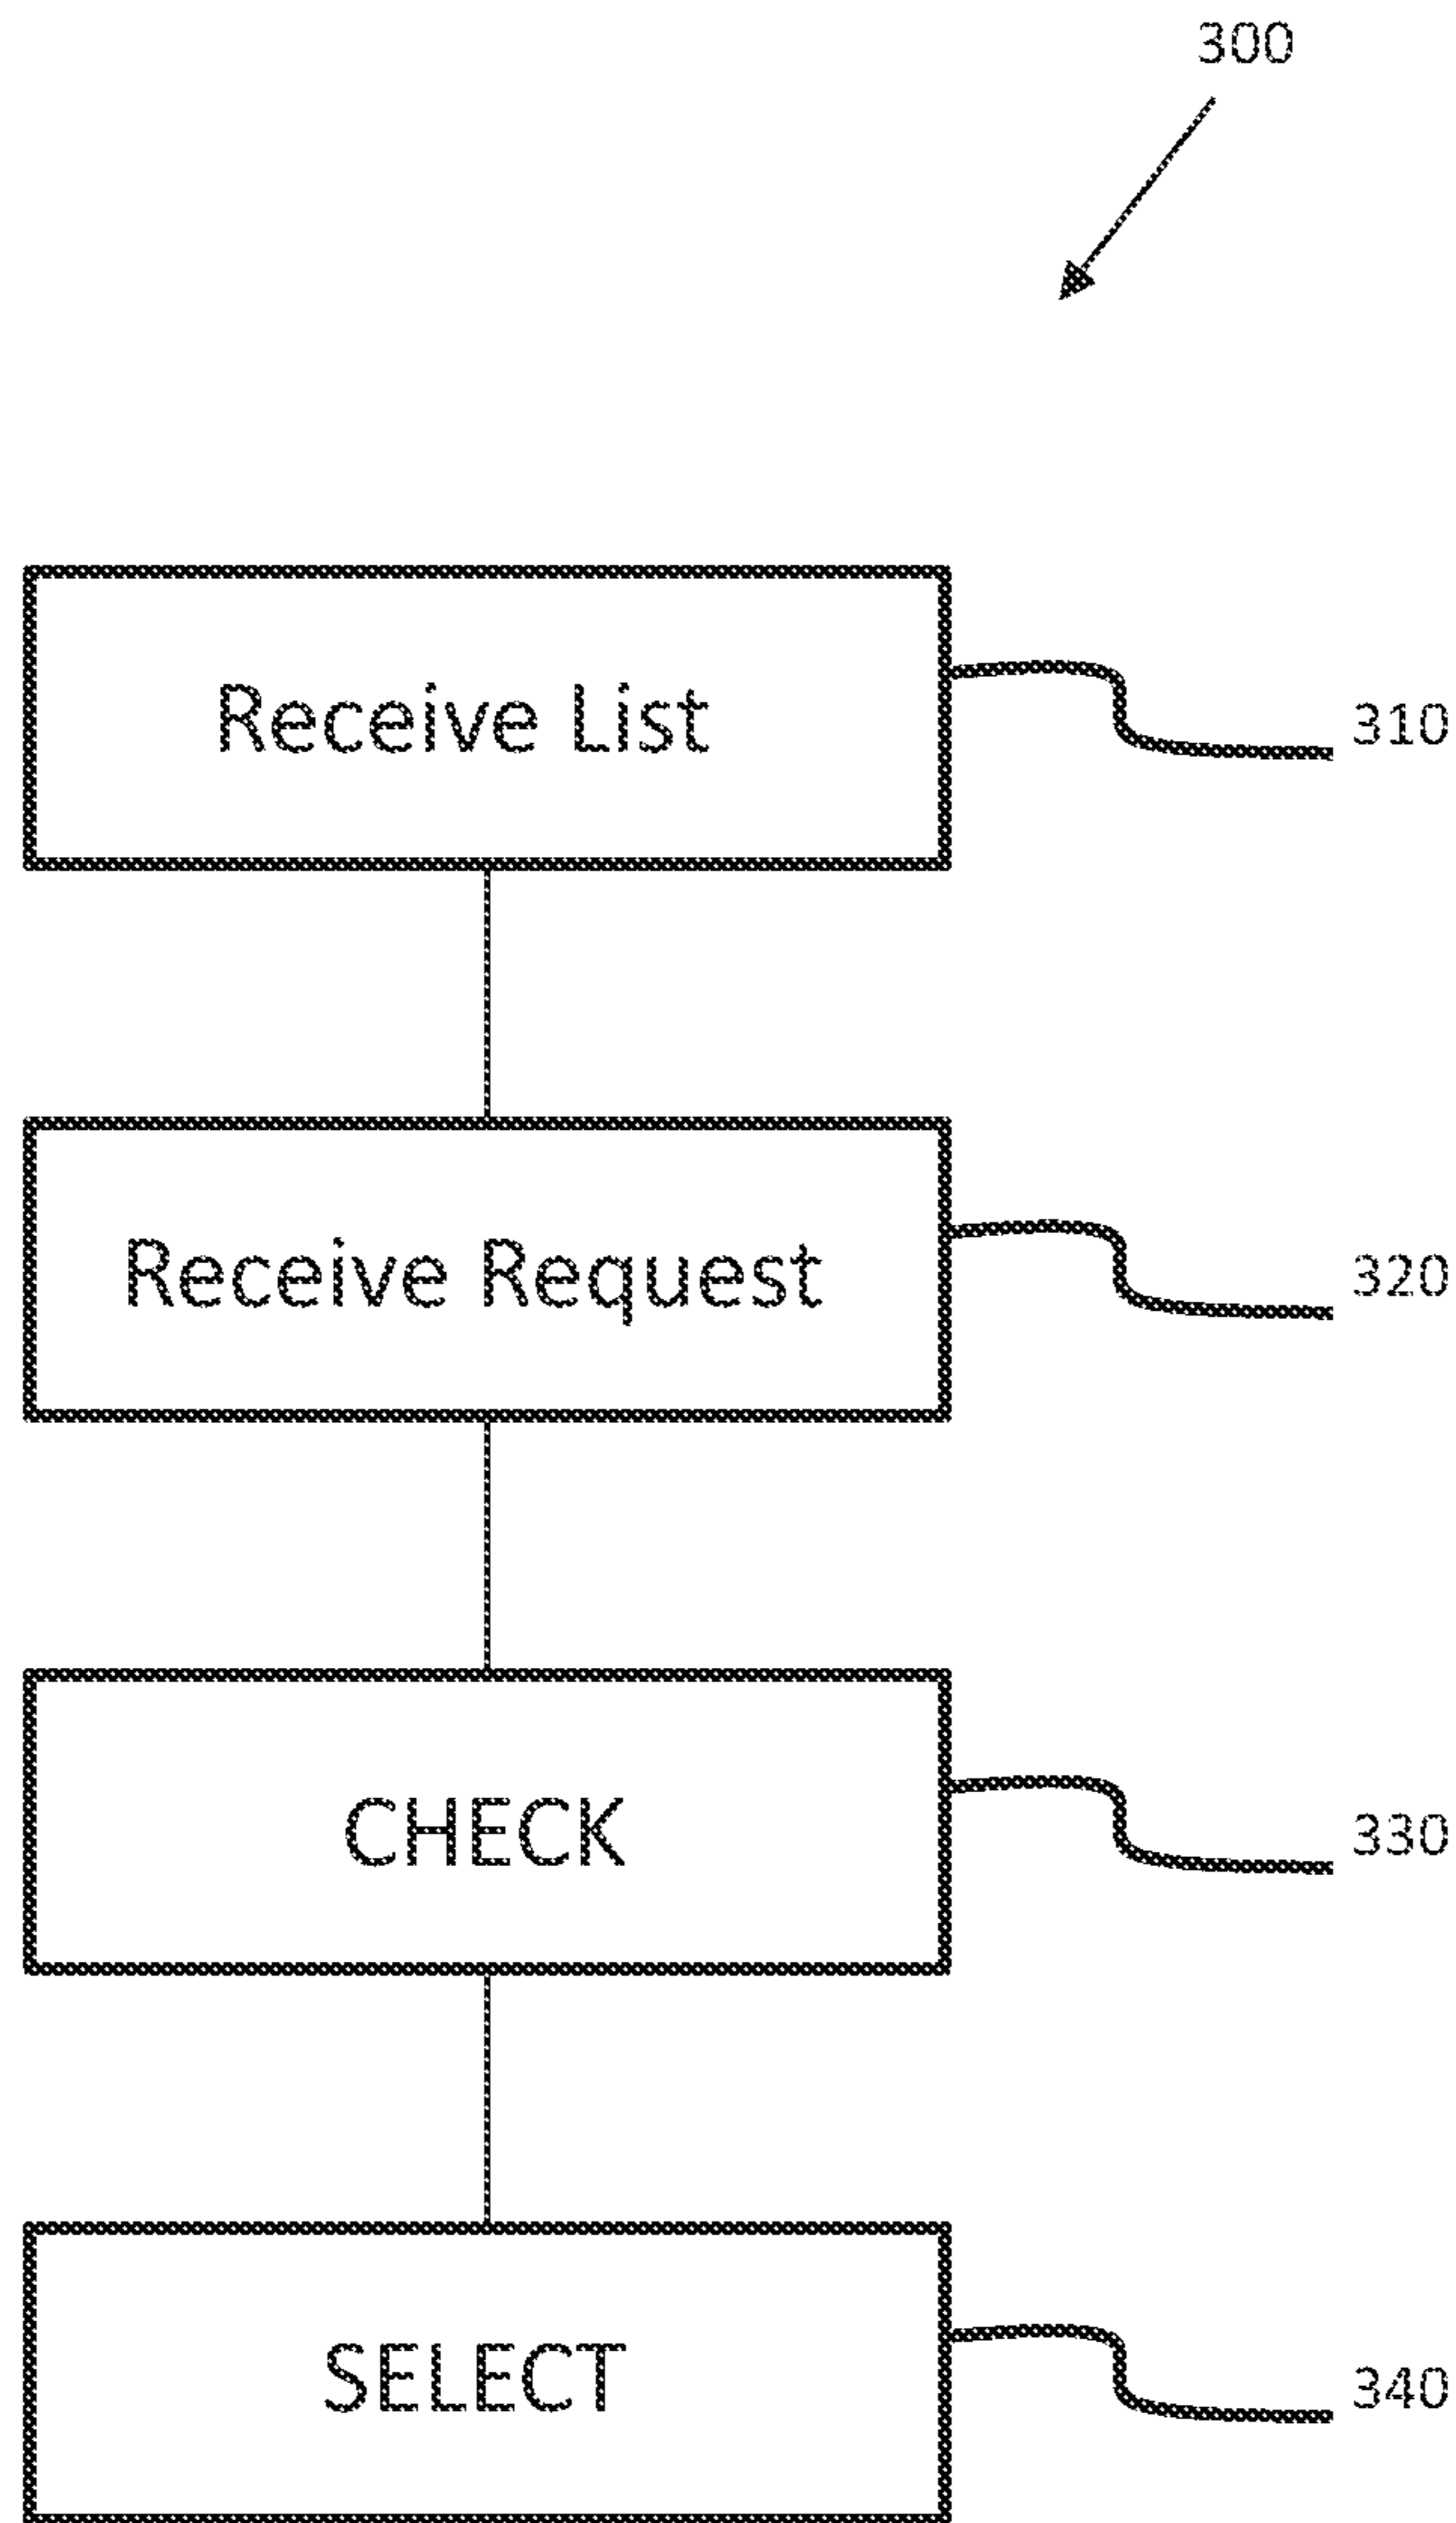 300
Receive List
310
Receive Request
320
CHECK
330
SELECT
340